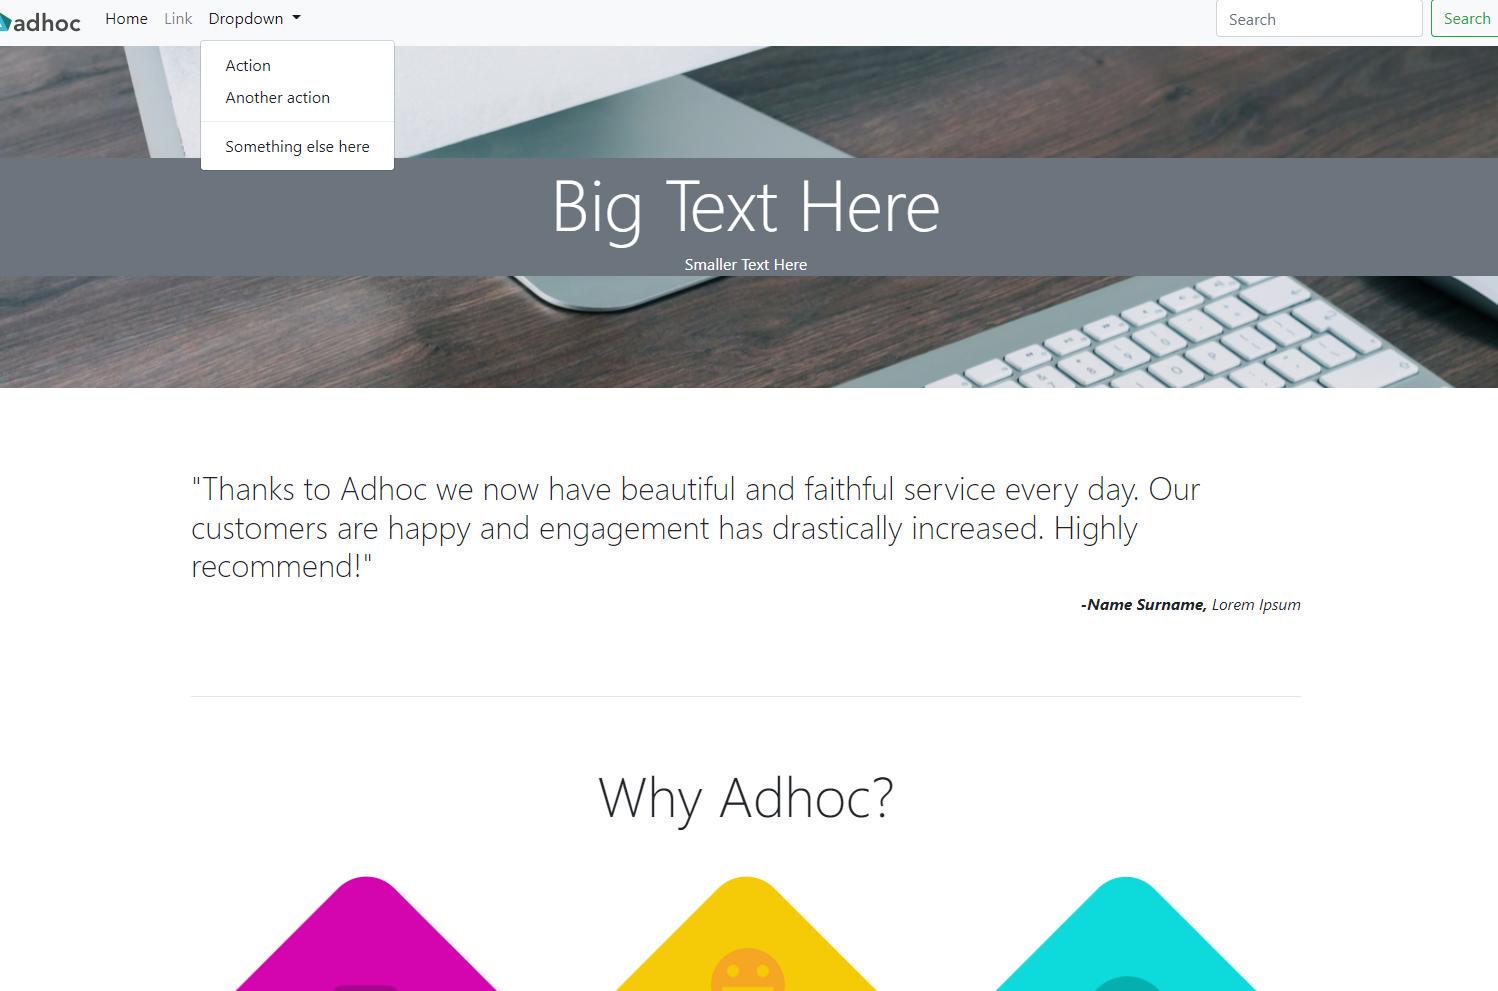 adhoc Home Link Dropdown Search Search
Action
Another action
Something else here
Big Text Here
Smaller Text Here
"Thanks to Adhoc we now have beautiful and faithful service every day. Our
customers are happy and engagement has drastically increased. Highly
recommend!"
-Name Surname, Lorem Ipsum
Why Adhoc?